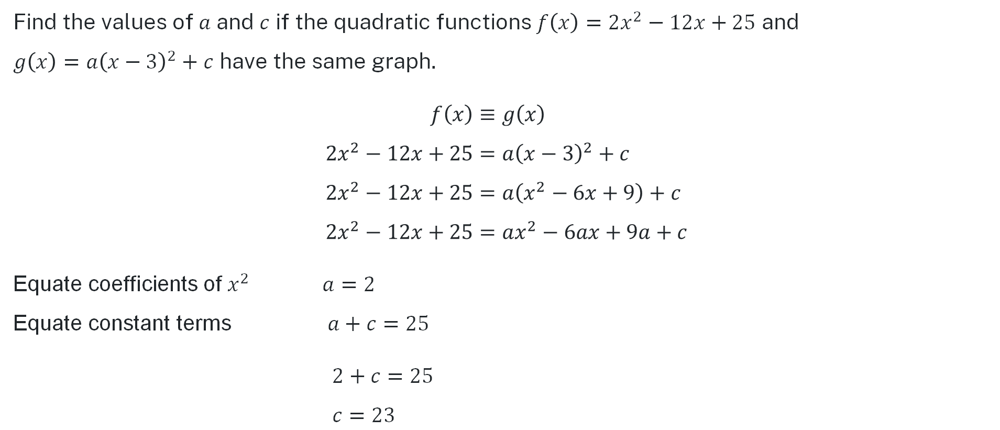 Find the values of a and c if the quadratic functions f(x) = 2x² − 12x + 25 and
g(x) = a(x − 3)² + c have the same graph.
f(x) ≡ g(x)
2x² − 12x + 25 = a(x − 3)² + c
2x² − 12x + 25 = a(x² − 6x + 9) + c
2x² − 12x + 25 = ax² − 6ax + 9a + c
Equate coefficients of x² a = 2
Equate constant terms a + c = 25
2 + c = 25
c = 23